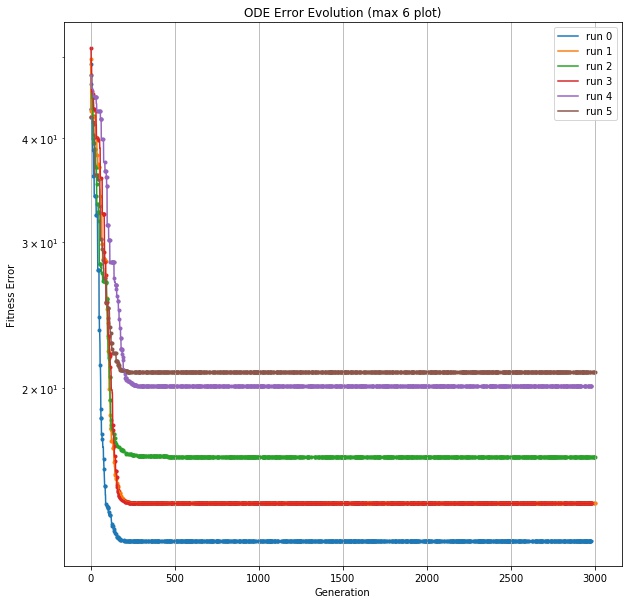 ODE Error Evolution (max 6 plot)
run 0
run 1
run 2
run 3
run 4
run 5
4 × 10¹
3 × 10¹
2 × 10¹
Fitness Error
0 500 1000 1500 2000 2500 3000
Generation